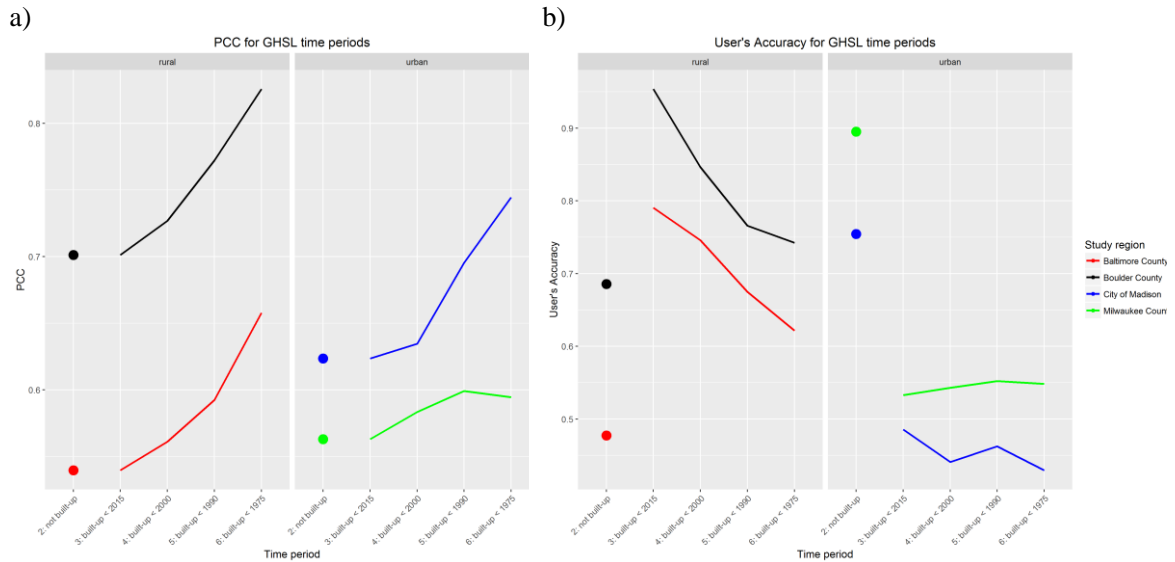 a)
PCC for GHSL time periods
rural
urban
0.8
0.7
0.6
PCC
2: not built-up
3: built-up < 2015
4: built-up < 2000
5: built-up < 1990
6: built-up < 1975
2: not built-up
3: built-up < 2015
4: built-up < 2000
5: built-up < 1990
6: built-up < 1975
Time period
b)
User's Accuracy for GHSL time periods
rural
urban
0.9
0.8
0.7
0.6
0.5
User's Accuracy
2: not built-up
3: built-up < 2015
4: built-up < 2000
5: built-up < 1990
6: built-up < 1975
2: not built-up
3: built-up < 2015
4: built-up < 2000
5: built-up < 1990
6: built-up < 1975
Time period
Study region
Baltimore County
Boulder County
City of Madison
Milwaukee Count